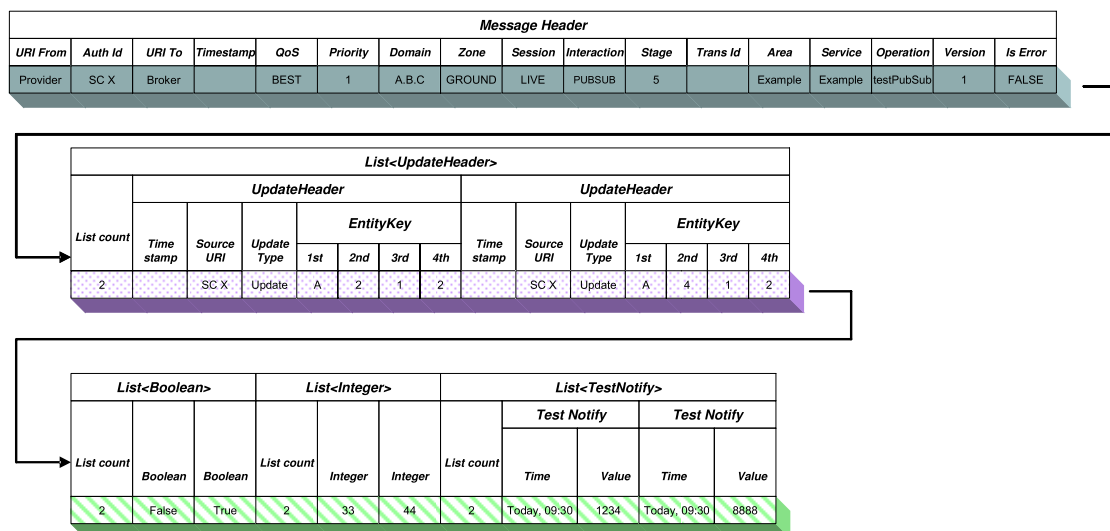 Message Header
URI From Auth Id URI To Timestamp QoS Priority Domain Zone Session Interaction Stage Trans Id Area Service Operation Version Is Error
Provider SC X Broker BEST 1 A.B.C GROUND LIVE PUBSUB 5 Example Example testPubSub 1 FALSE
List<UpdateHeader>
UpdateHeader UpdateHeader
EntityKey EntityKey
List count Time stamp Source URI Update Type 1st 2nd 3rd 4th Time stamp Source URI Update Type 1st 2nd 3rd 4th
2 SC X Update A 2 1 2 SC X Update A 4 1 2
List<Boolean> List<Integer> List<TestNotify>
Test Notify Test Notify
List count Boolean Boolean List count Integer Integer List count Time Value Time Value
2 False True 2 33 44 2 Today, 09:30 1234 Today, 09:30 8888